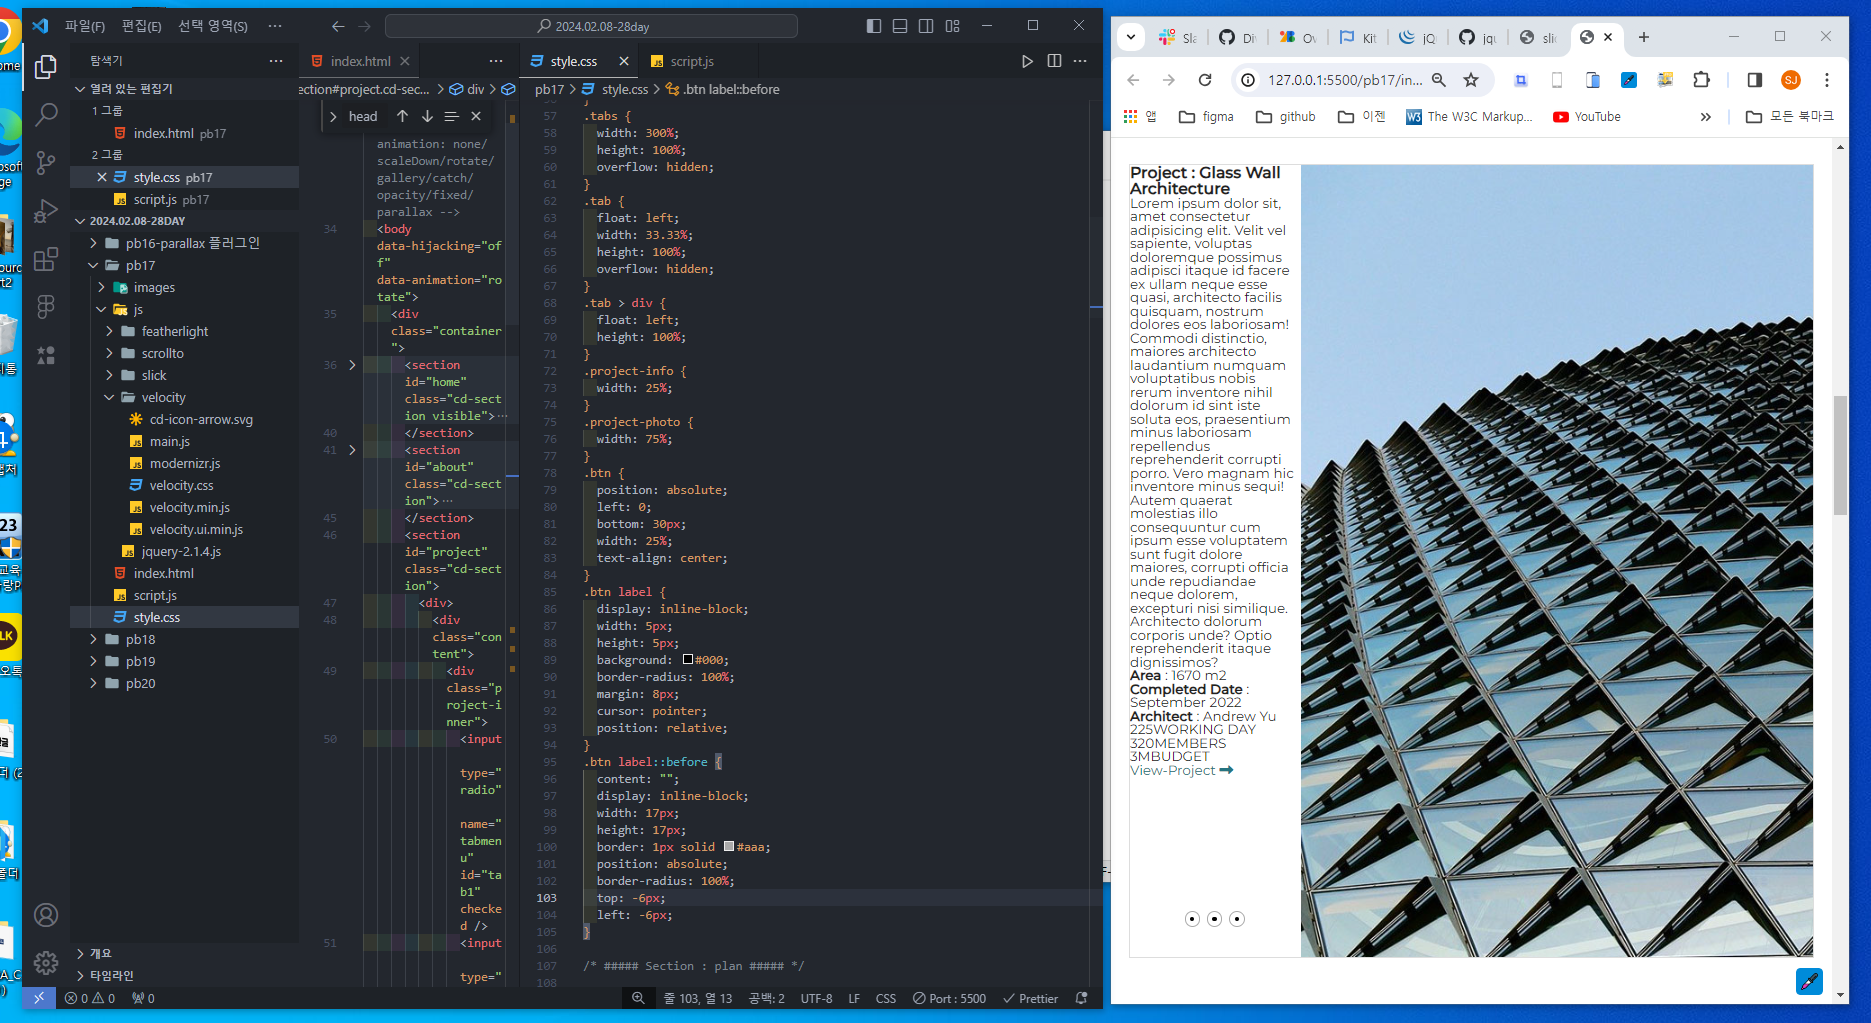 파일(F) 편집(E) 선택 영역(S) ···
2024.02.08-28day
탐색기
열려 있는 편집기
1 그룹
index.html pb17
2 그룹
style.css pb17
script.js pb17
2024.02.08-28DAY
pb16-parallax 플러그인
pb17
images
js
featherlight
scrollto
slick
velocity
cd-icon-arrow.svg
main.js
modernizr.js
velocity.css
velocity.min.js
velocity.ui.min.js
jquery-2.1.4.js
index.html
script.js
style.css
pb18
pb19
pb20
개요
타임라인
index.html
ection#project.cd-sec... > div >
head
animation: none/
scaleDown/rotate/
gallery/catch/
opacity/fixed/
parallax -->
34 <body
data-hijacking="of
f"
data-animation="ro
tate">
35 <div
class="container
">
36 <section
id="home"
class="cd-sect
ion visible">···
40 </section>
41 <section
id="about"
class="cd-sect
ion">···
45 </section>
46 <section
id="project"
class="cd-sect
ion">
47 <div>
48 <div
class="con
tent">
49 <div
class="p
roject-i
nner">
50 <input
type="
radio"
name="
tabmen
u"
id="ta
b1"
checke
d />
51 <input
type="
style.css
script.js
pb17 > style.css > .btn label::before
56 }
57 .tabs {
58 width: 300%;
59 height: 100%;
60 overflow: hidden;
61 }
62 .tab {
63 float: left;
64 width: 33.33%;
65 height: 100%;
66 overflow: hidden;
67 }
68 .tab > div {
69 float: left;
70 height: 100%;
71 }
72 .project-info {
73 width: 25%;
74 }
75 .project-photo {
76 width: 75%;
77 }
78 .btn {
79 position: absolute;
80 left: 0;
81 bottom: 30px;
82 width: 25%;
83 text-align: center;
84 }
85 .btn label {
86 display: inline-block;
87 width: 5px;
88 height: 5px;
89 background: #000;
90 border-radius: 100%;
91 margin: 8px;
92 cursor: pointer;
93 position: relative;
94 }
95 .btn label::before {
96 content: "";
97 display: inline-block;
98 width: 17px;
99 height: 17px;
100 border: 1px solid #aaa;
101 position: absolute;
102 border-radius: 100%;
103 top: -6px;
104 left: -6px;
105 }
106
107 /* ##### Section : plan ##### */
108
0 0 0
줄 103, 열 13 공백: 2 UTF-8 LF CSS Port : 5500 Prettier
Sla Di Ov Kit jQ jqu slic
127.0.0.1:5500/pb17/in...
SJ
앱 figma github 이젠 The W3C Markup... YouTube » 모든 북마크
Project : Glass Wall
Architecture
Lorem ipsum dolor sit,
amet consectetur
adipisicing elit. Velit vel
sapiente, voluptas
doloremque possimus
adipisci itaque id facere
ex ullam neque esse
quasi, architecto facilis
quisquam, nostrum
dolores eos laboriosam!
Commodi distinctio,
maiores architecto
laudantium numquam
voluptatibus nobis
rerum inventore nihil
dolorum id sint iste
soluta eos, praesentium
minus laboriosam
repellendus
reprehenderit corrupti
porro. Vero magnam hic
inventore minus sequi!
Autem quaerat
molestias illo
consequuntur cum
ipsum esse voluptatem
sunt fugit dolore
maiores, corrupti officia
unde repudiandae
neque dolorem,
excepturi nisi similique.
Architecto dolorum
corporis unde? Optio
reprehenderit itaque
dignissimos?
Area : 1670 m2
Completed Date :
September 2022
Architect : Andrew Yu
225WORKING DAY
320MEMBERS
3MBUDGET
View-Project